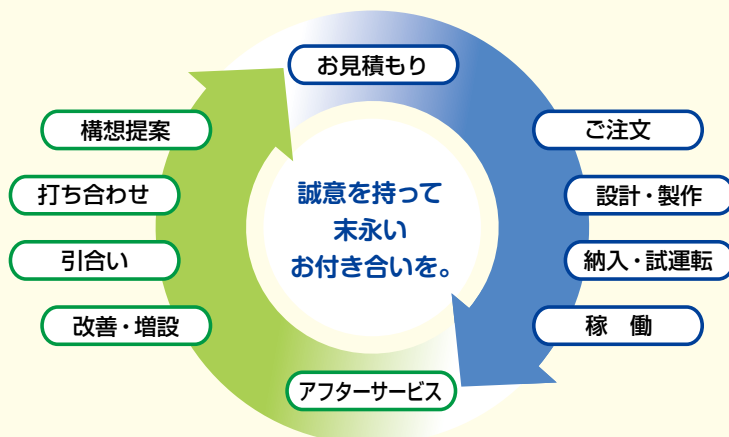 お見積もり
構想提案
ご注文
打ち合わせ
設計・製作
引合い
納入・試運転
改善・増設
稼　働
アフターサービス
誠意を持って
末永い
お付き合いを。